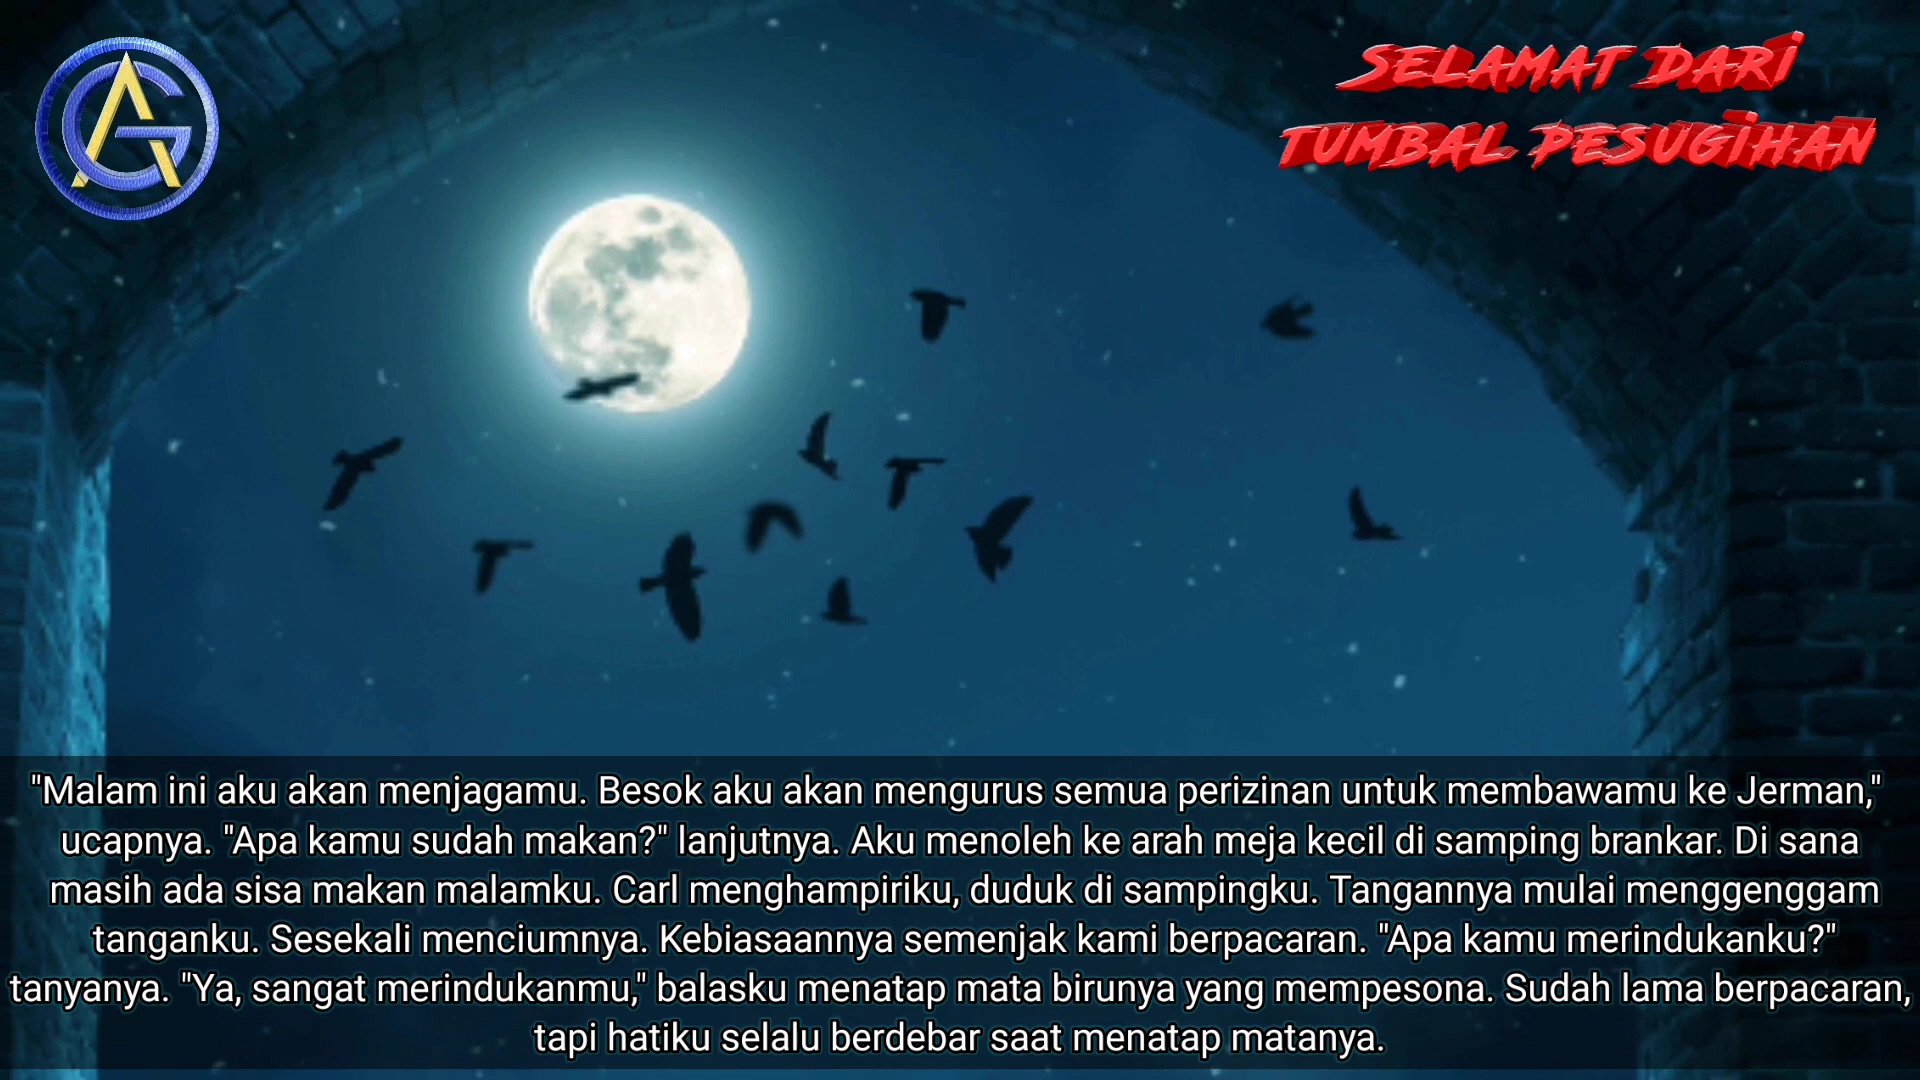 SELAMAT DARI
TUMBAL PESUGIHAN
"Malam ini aku akan menjagamu. Besok aku akan mengurus semua perizinan untuk membawamu ke Jerman,"
ucapnya. "Apa kamu sudah makan?" lanjutnya. Aku menoleh ke arah meja kecil di samping brankar. Di sana
masih ada sisa makan malamku. Carl menghampiriku, duduk di sampingku. Tangannya mulai menggenggam
tanganku. Sesekali menciumnya. Kebiasaannya semenjak kami berpacaran. "Apa kamu merindukanku?"
tanyanya. "Ya, sangat merindukanmu," balasku menatap mata birunya yang mempesona. Sudah lama berpacaran,
tapi hatiku selalu berdebar saat menatap matanya.